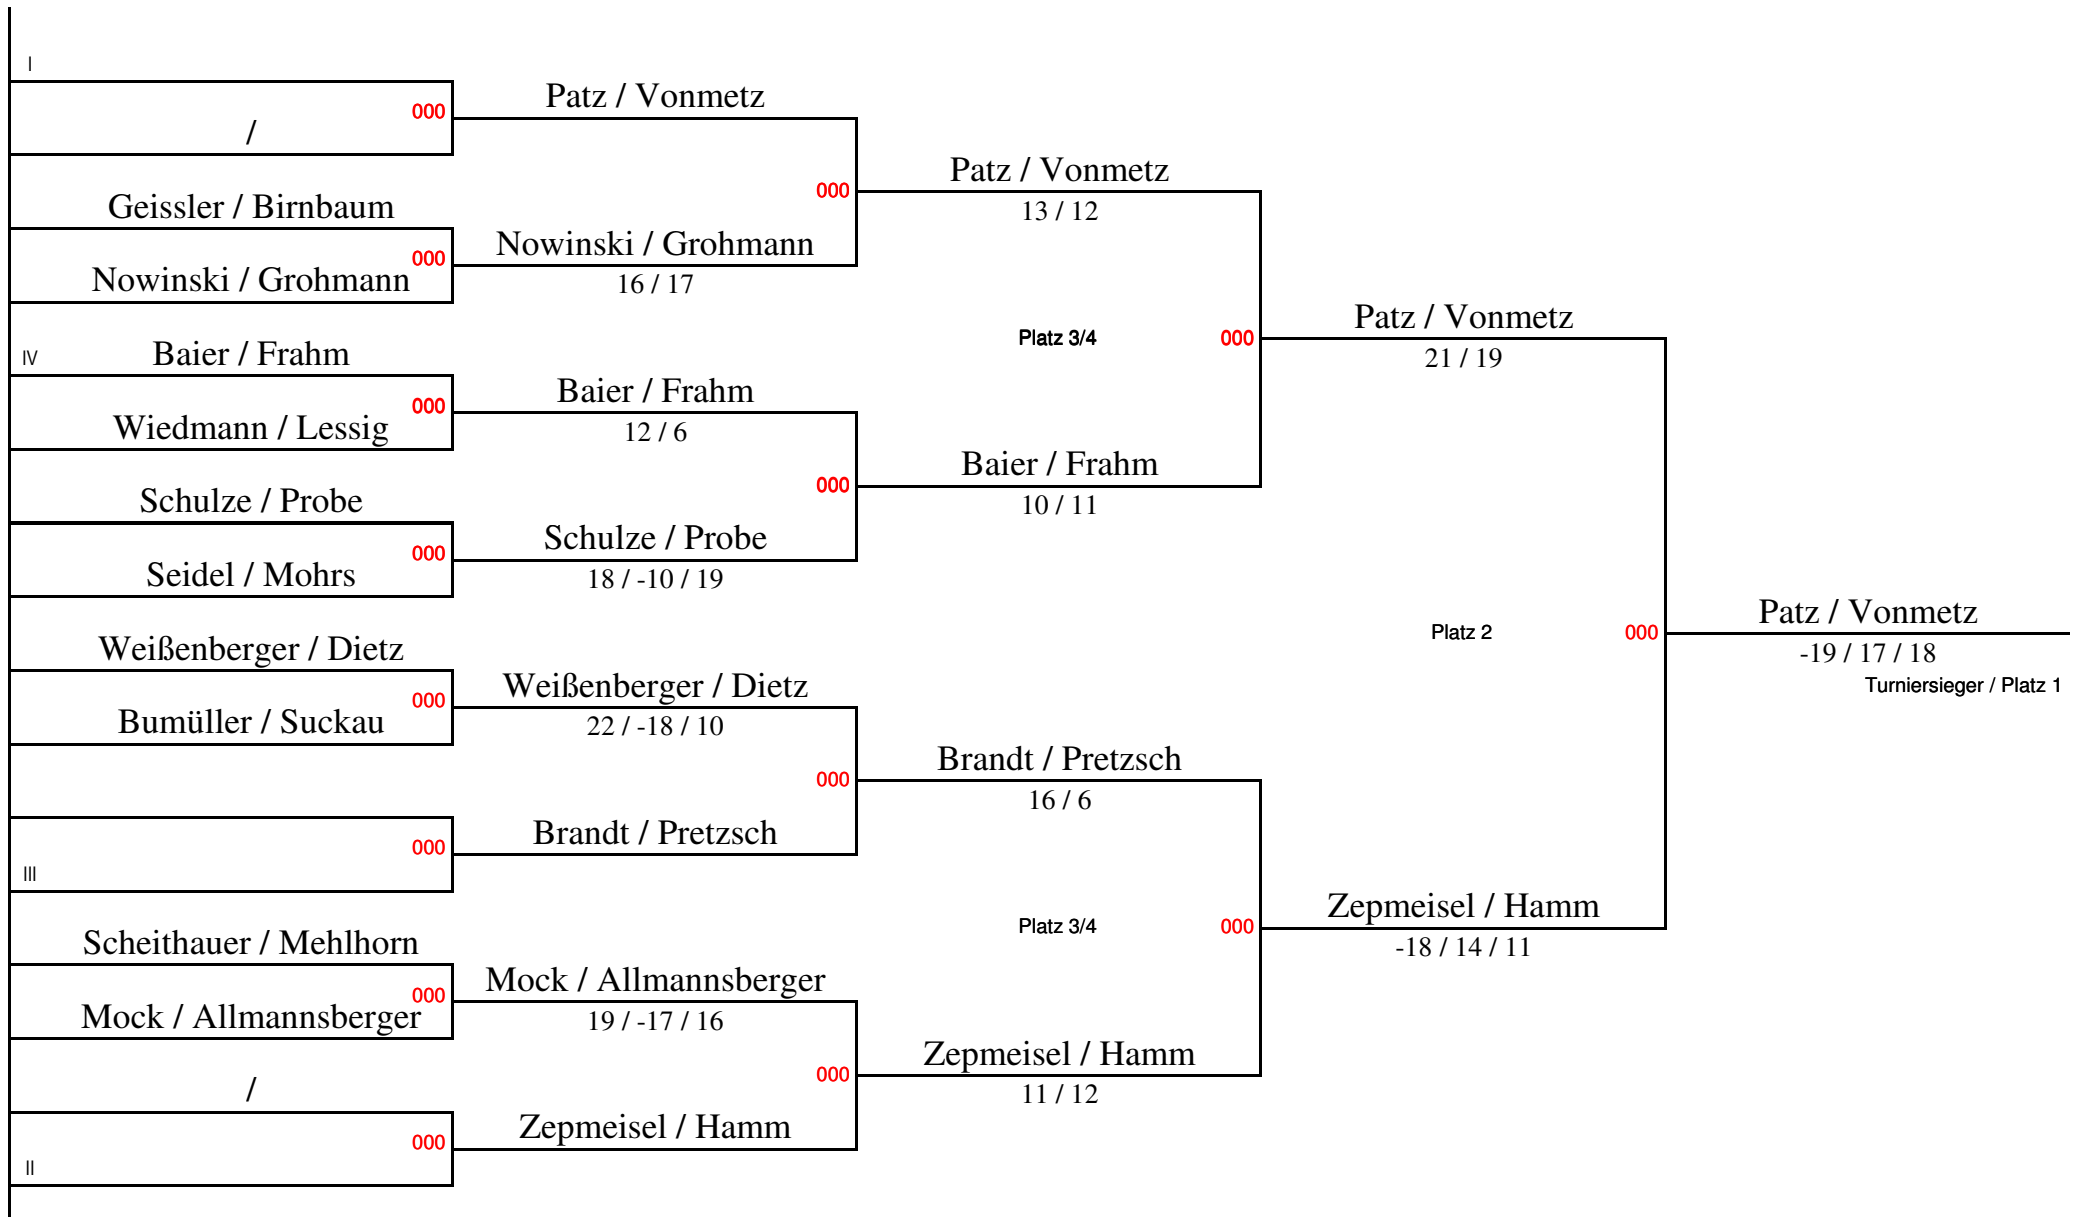 I
000
/
Patz / Vonmetz
Geissler / Birnbaum
000
Nowinski / Grohmann
Nowinski / Grohmann
16 / 17
000
Patz / Vonmetz
13 / 12
IV
Baier / Frahm
000
Wiedmann / Lessig
Baier / Frahm
12 / 6
Schulze / Probe
000
Seidel / Mohrs
Schulze / Probe
18 / -10 / 19
000
Baier / Frahm
10 / 11
Platz 3/4
000
Patz / Vonmetz
21 / 19
Weißenberger / Dietz
000
Bumüller / Suckau
Weißenberger / Dietz
22 / -18 / 10
000
III
Brandt / Pretzsch
000
Brandt / Pretzsch
16 / 6
Scheithauer / Mehlhorn
000
Mock / Allmannsberger
Mock / Allmannsberger
19 / -17 / 16
/
000
II
Zepmeisel / Hamm
000
Zepmeisel / Hamm
11 / 12
Platz 3/4
000
Zepmeisel / Hamm
-18 / 14 / 11
Platz 2
000
Patz / Vonmetz
-19 / 17 / 18
Turniersieger / Platz 1